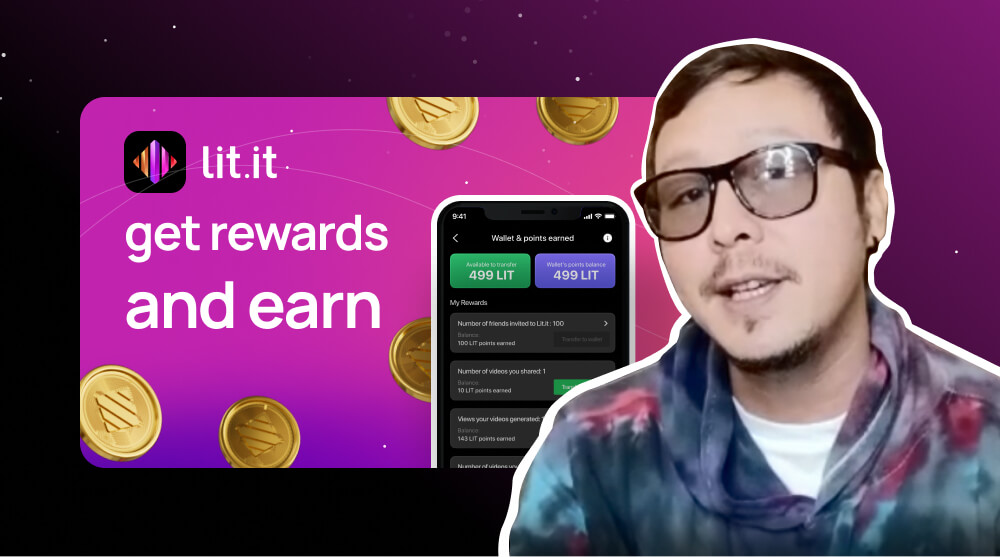 lit.it
get rewards
and earn
9:41
Wallet & points earned
Available to transfer
499 LIT
Wallet's points balance
499 LIT
My Rewards
Number of friends invited to Lit.it : 100
Balance:
100 LIT points earned
Transfer to wallet
Number of videos you shared: 1
Balance:
10 LIT points earned
Views your videos generated:
Balance:
143 LIT points earned
Number of videos